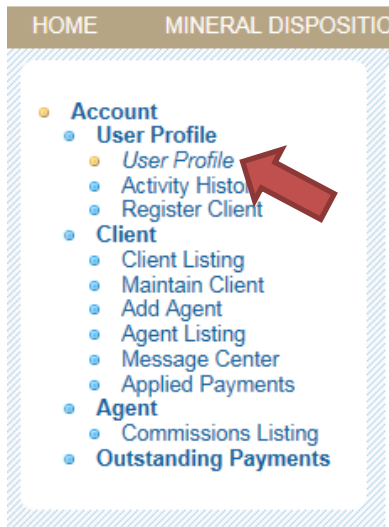 HOME MINERAL DISPOSITIO
Account
User Profile
User Profile
Activity Histor
Register Client
Client
Client Listing
Maintain Client
Add Agent
Agent Listing
Message Center
Applied Payments
Agent
Commissions Listing
Outstanding Payments